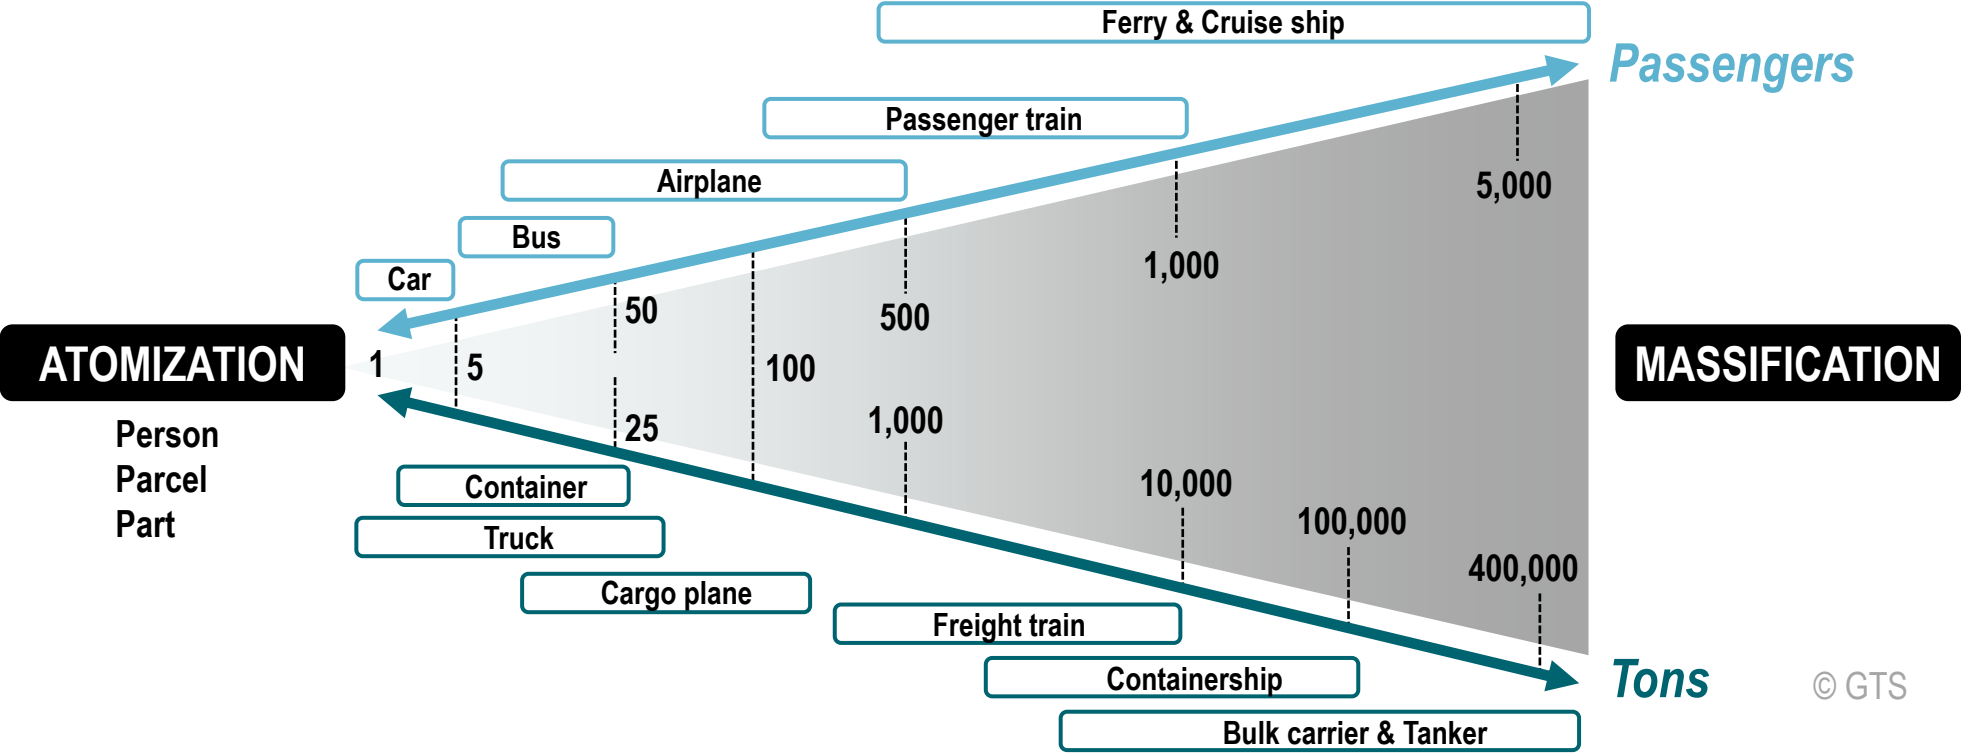 Ferry & Cruise ship
Passengers
Passenger train
Airplane
5,000
Bus
1,000
Car
50
500
ATOMIZATION
1
5
100
MASSIFICATION
Person
Parcel
Part
25
1,000
Container
10,000
100,000
Truck
400,000
Cargo plane
Freight train
Containership
Tons
© GTS
Bulk carrier & Tanker